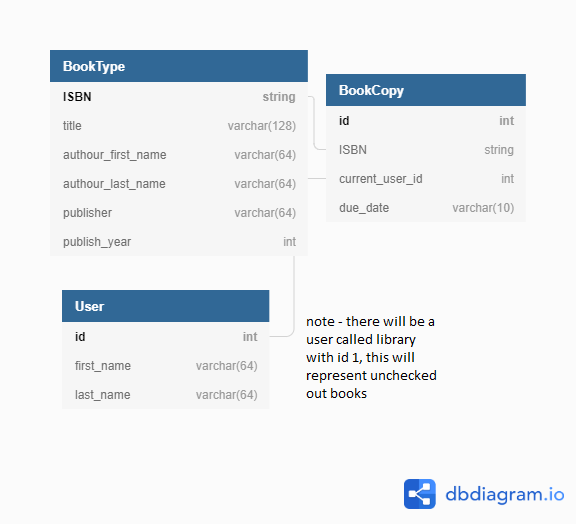 BookType
ISBN string
title varchar(128)
authour_first_name varchar(64)
authour_last_name varchar(64)
publisher varchar(64)
publish_year int
BookCopy
id int
ISBN string
current_user_id int
due_date varchar(10)
User
id int
first_name varchar(64)
last_name varchar(64)
note - there will be a
user called library
with id 1, this will
represent unchecked
out books
dbdiagram.io